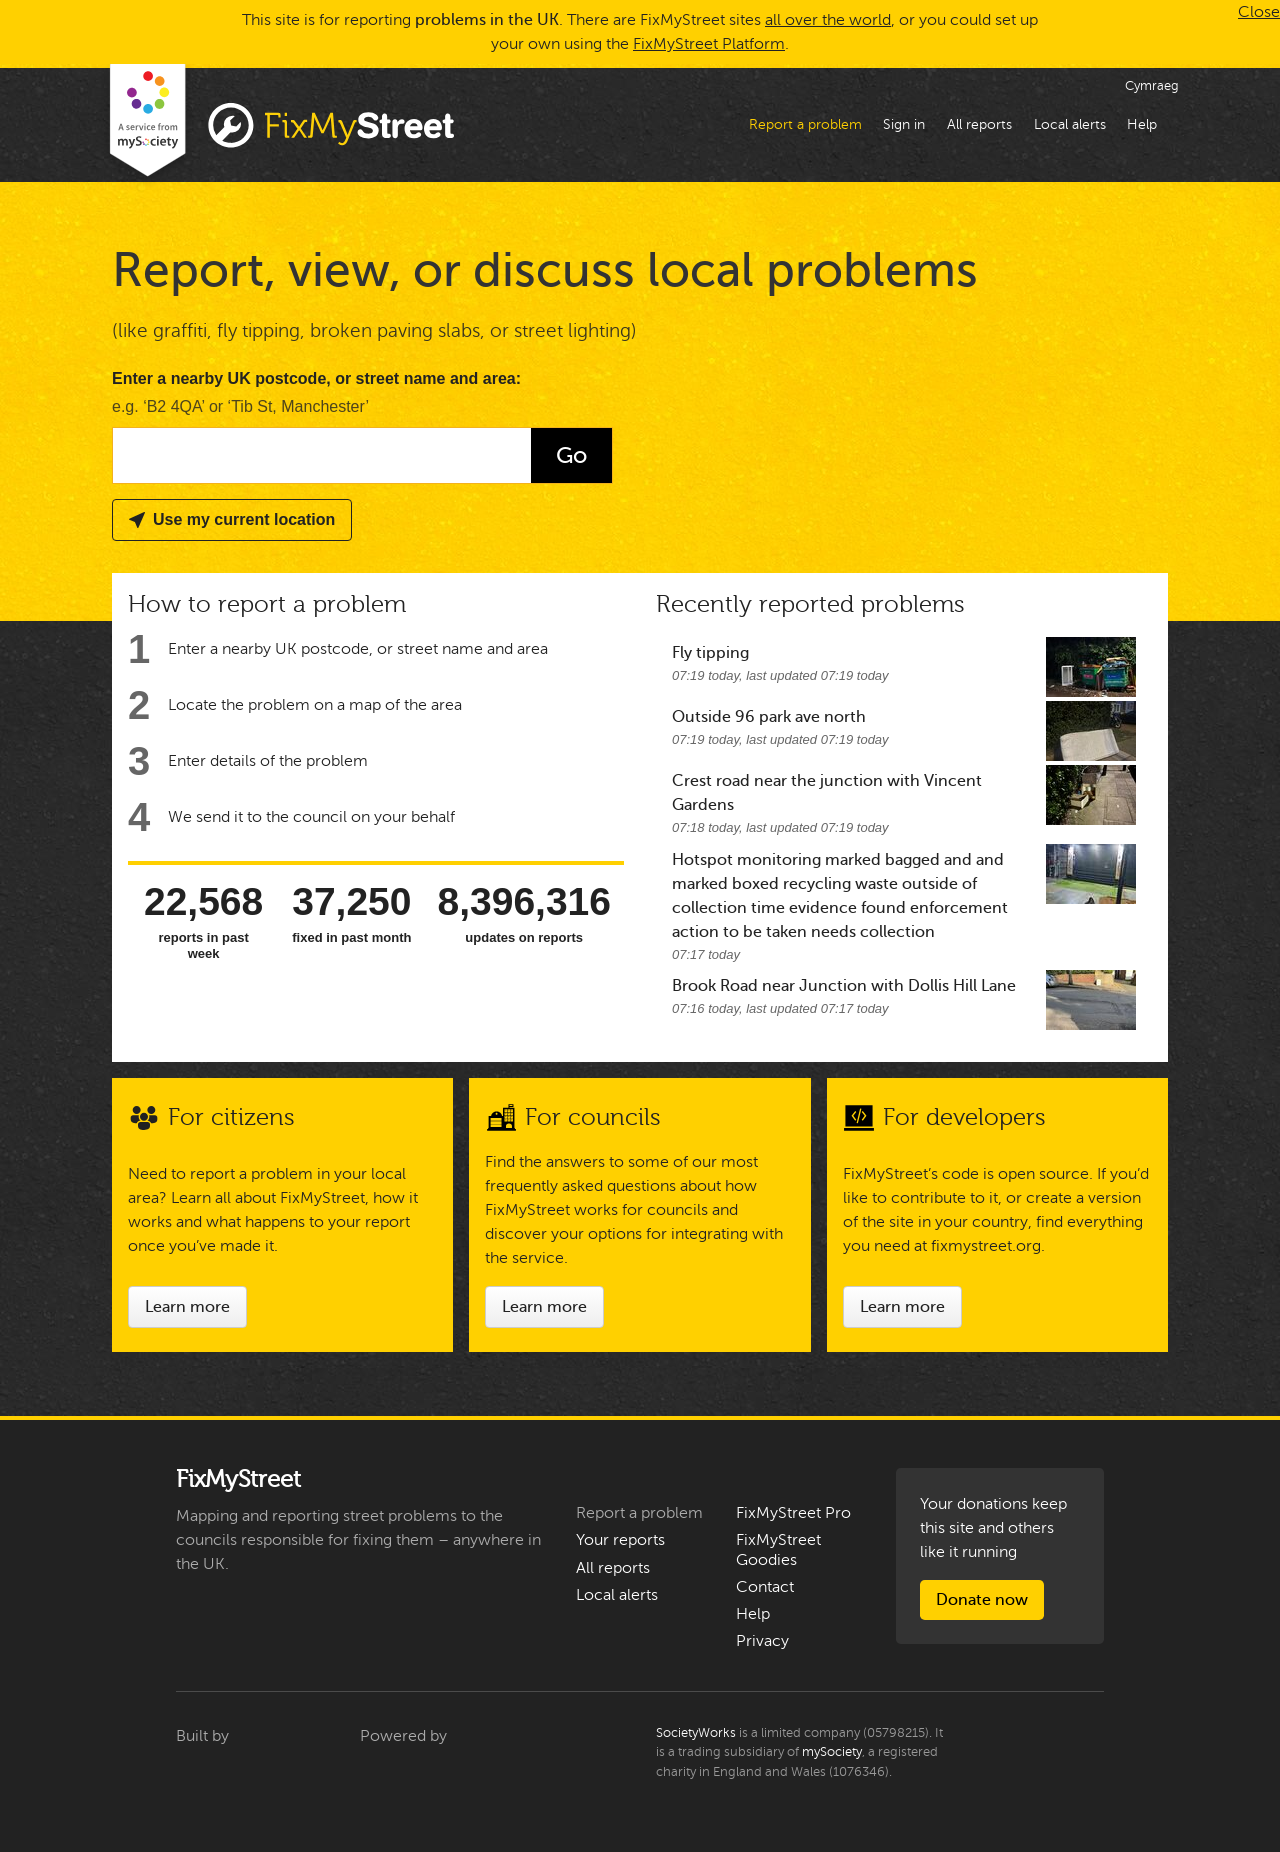 This site is for reporting problems in the UK. There are FixMyStreet sites all over the world, or you could set up
your own using the FixMyStreet Platform.
Close
Cymraeg
A service from
mySociety
FixMyStreet
Report a problem
Sign in
All reports
Local alerts
Help
Report, view, or discuss local problems
(like graffiti, fly tipping, broken paving slabs, or street lighting)
Enter a nearby UK postcode, or street name and area:
e.g. ‘B2 4QA’ or ‘Tib St, Manchester’
Go
Use my current location
How to report a problem
1 Enter a nearby UK postcode, or street name and area
2 Locate the problem on a map of the area
3 Enter details of the problem
4 We send it to the council on your behalf
22,568
reports in past
week
37,250
fixed in past month
8,396,316
updates on reports
Recently reported problems
Fly tipping
07:19 today, last updated 07:19 today
Outside 96 park ave north
07:19 today, last updated 07:19 today
Crest road near the junction with Vincent
Gardens
07:18 today, last updated 07:19 today
Hotspot monitoring marked bagged and and
marked boxed recycling waste outside of
collection time evidence found enforcement
action to be taken needs collection
07:17 today
Brook Road near Junction with Dollis Hill Lane
07:16 today, last updated 07:17 today
For citizens
Need to report a problem in your local
area? Learn all about FixMyStreet, how it
works and what happens to your report
once you’ve made it.
Learn more
For councils
Find the answers to some of our most
frequently asked questions about how
FixMyStreet works for councils and
discover your options for integrating with
the service.
Learn more
For developers
FixMyStreet’s code is open source. If you’d
like to contribute to it, or create a version
of the site in your country, find everything
you need at fixmystreet.org.
Learn more
FixMyStreet
Mapping and reporting street problems to the
councils responsible for fixing them – anywhere in
the UK.
Report a problem
Your reports
All reports
Local alerts
FixMyStreet Pro
FixMyStreet
Goodies
Contact
Help
Privacy
Your donations keep
this site and others
like it running
Donate now
Built by
Powered by
SocietyWorks is a limited company (05798215). It
is a trading subsidiary of mySociety, a registered
charity in England and Wales (1076346).